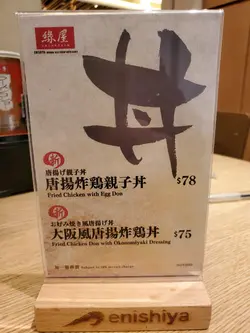 緣屋
丼
新
唐揚げ親子丼
唐揚炸鶏親子丼 $78
Fried Chicken with Egg Don
新
お好み焼き風唐揚げ丼
大阪風唐揚炸鶏丼 $75
Fried Chicken Don with Okonomiyaki Dressing
enishiya